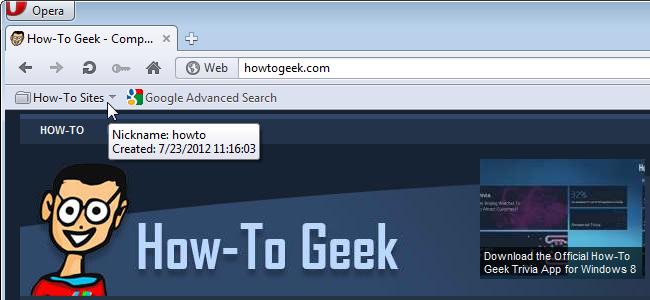 Opera
How-To Geek - Comp...
Web
howtogeek.com
How-To Sites
Google Advanced Search
HOW-TO
Nickname: howto
Created: 7/23/2012 11:16:03
How-To Geek
32%
Download the Official How-To
Geek Trivia App for Windows 8